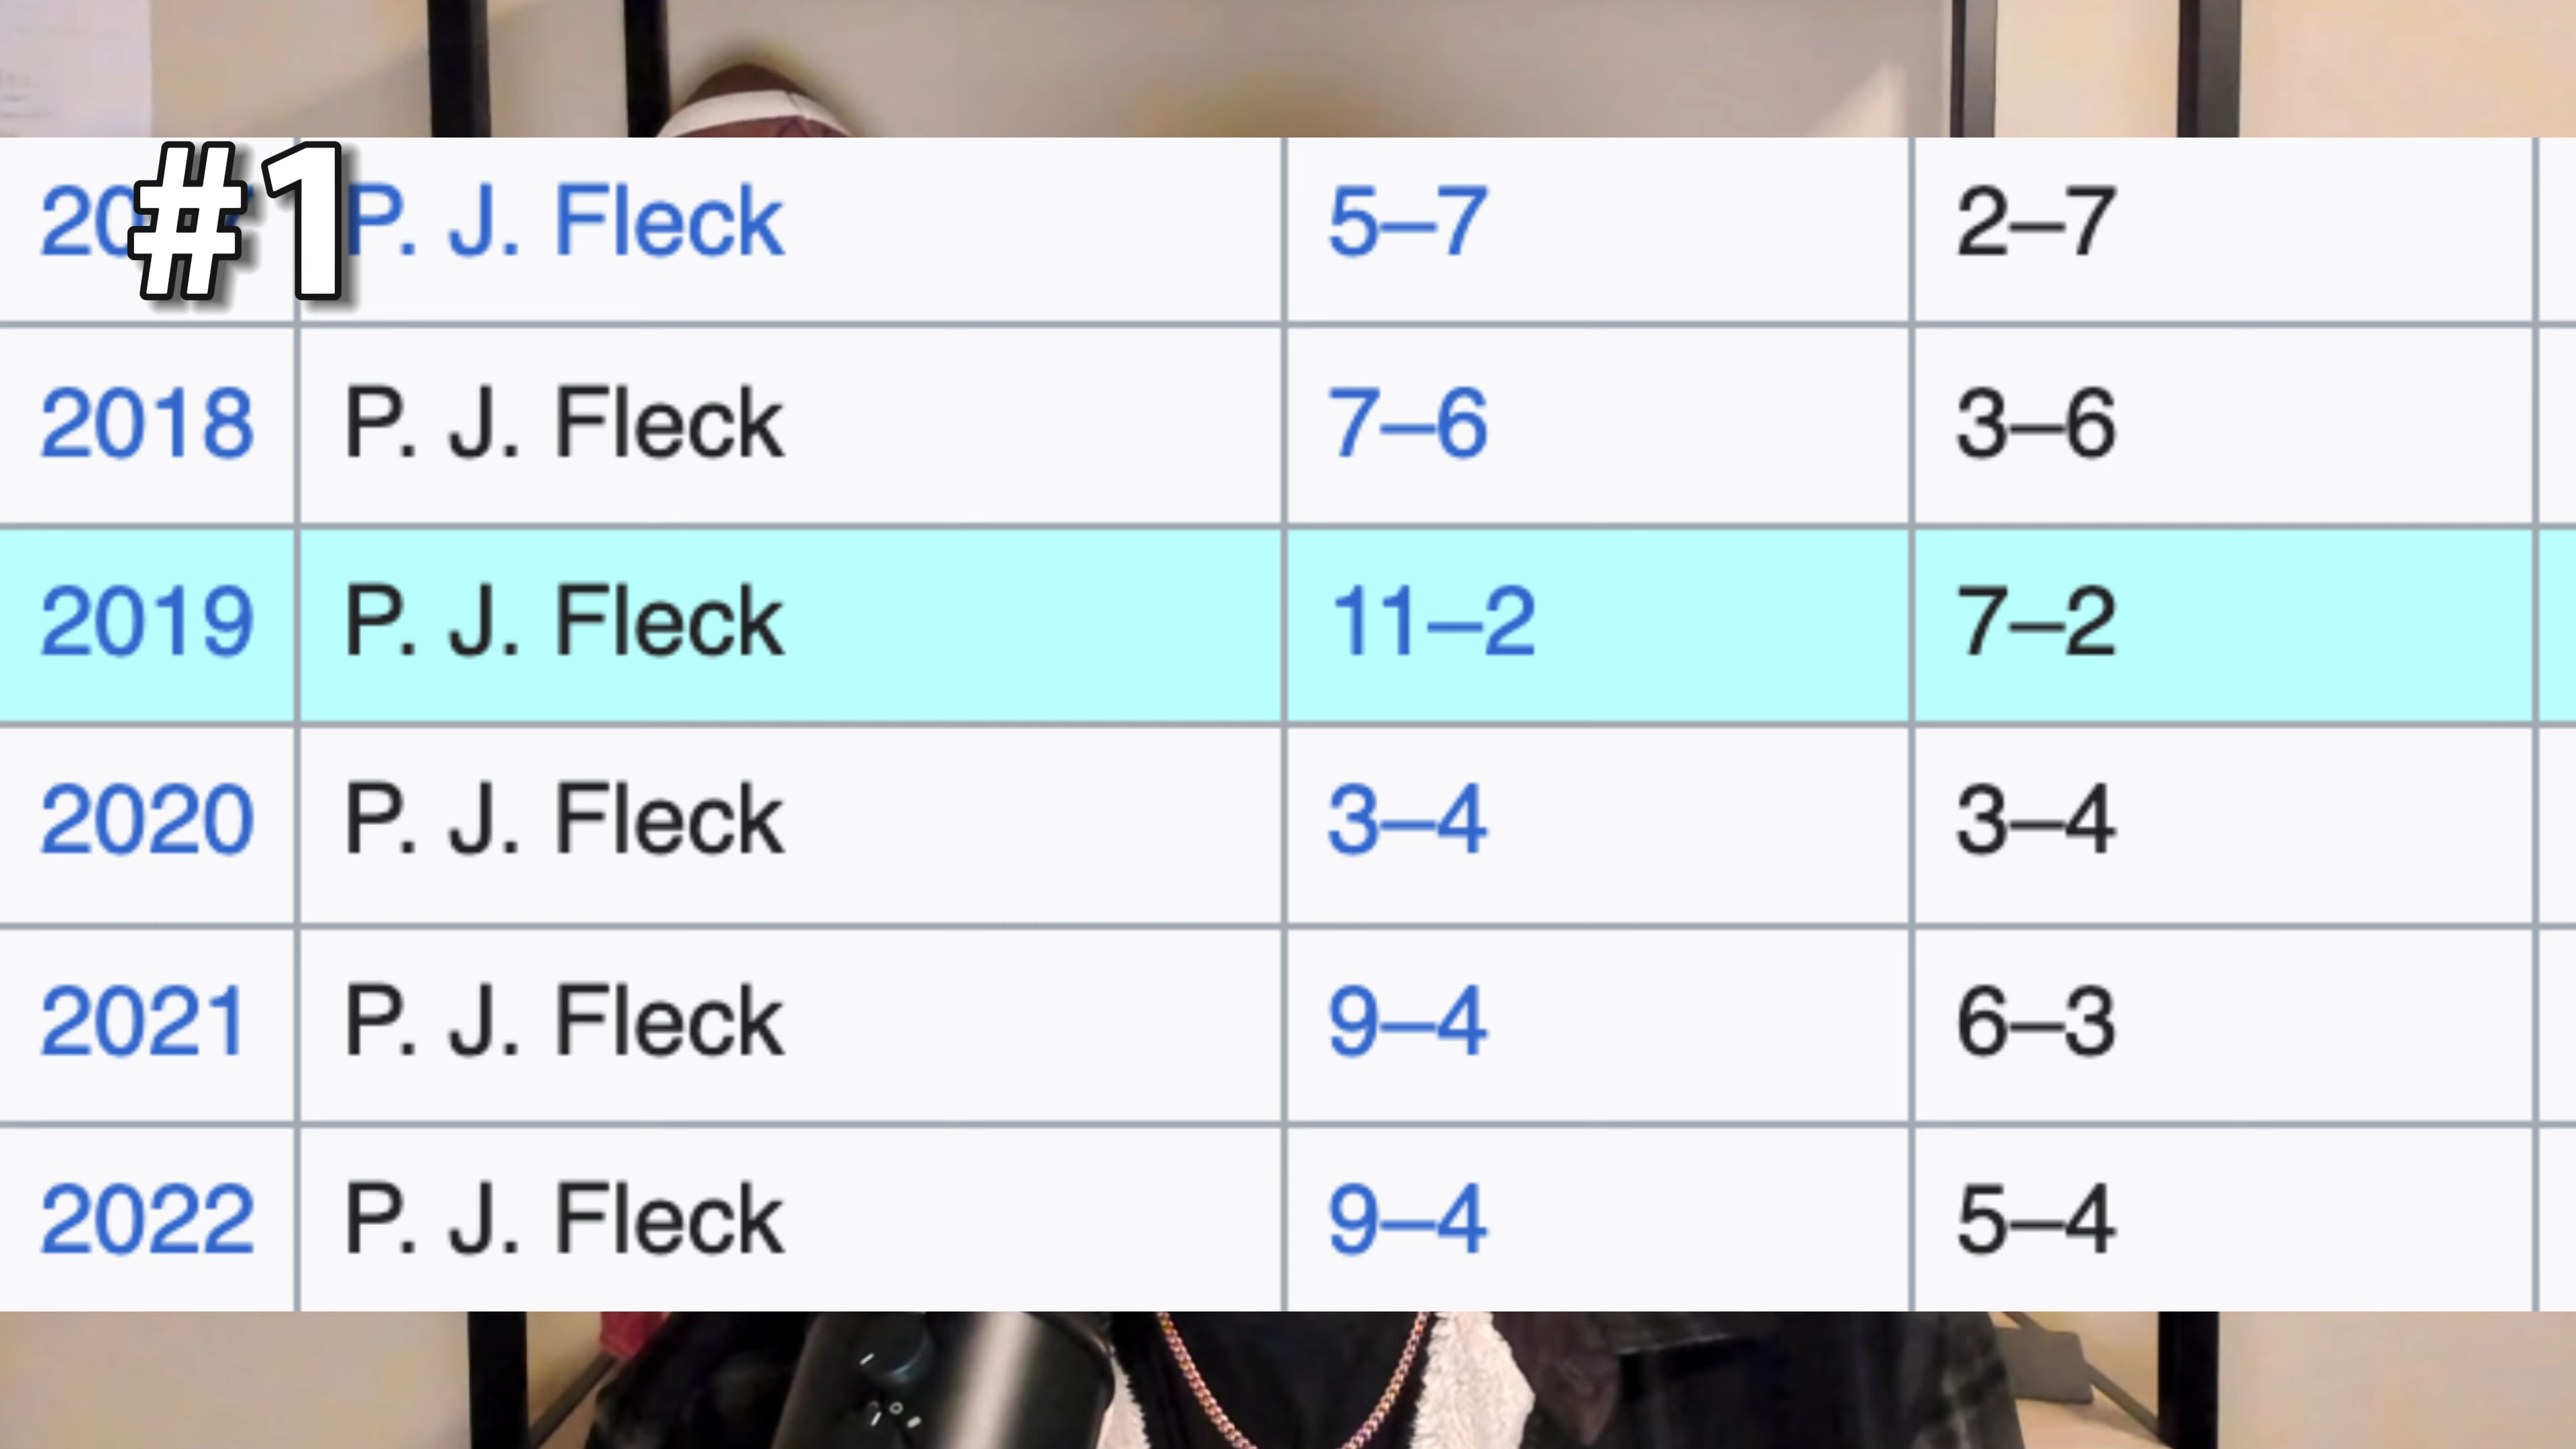 #1
P. J. Fleck 5–7 2–7
2018 P. J. Fleck 7–6 3–6
2019 P. J. Fleck 11–2 7–2
2020 P. J. Fleck 3–4 3–4
2021 P. J. Fleck 9–4 6–3
2022 P. J. Fleck 9–4 5–4